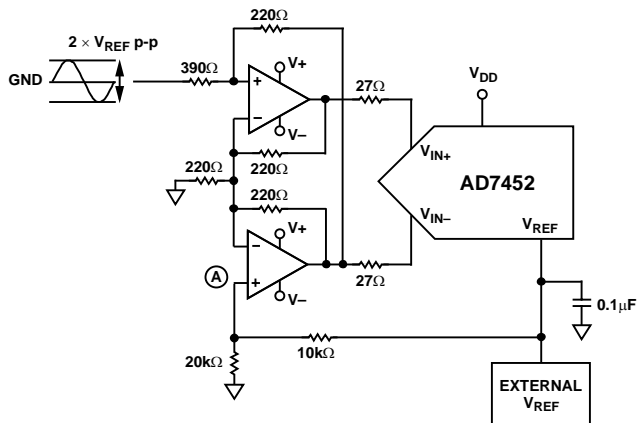 220Ω
2 × VREF p-p
GND
390Ω
V+
27Ω
VDD
+
–
V–
VIN+
220Ω
220Ω
AD7452
220Ω
V+
VIN–
VREF
–
A
+
V–
27Ω
0.1µF
10kΩ
20kΩ
EXTERNAL
VREF